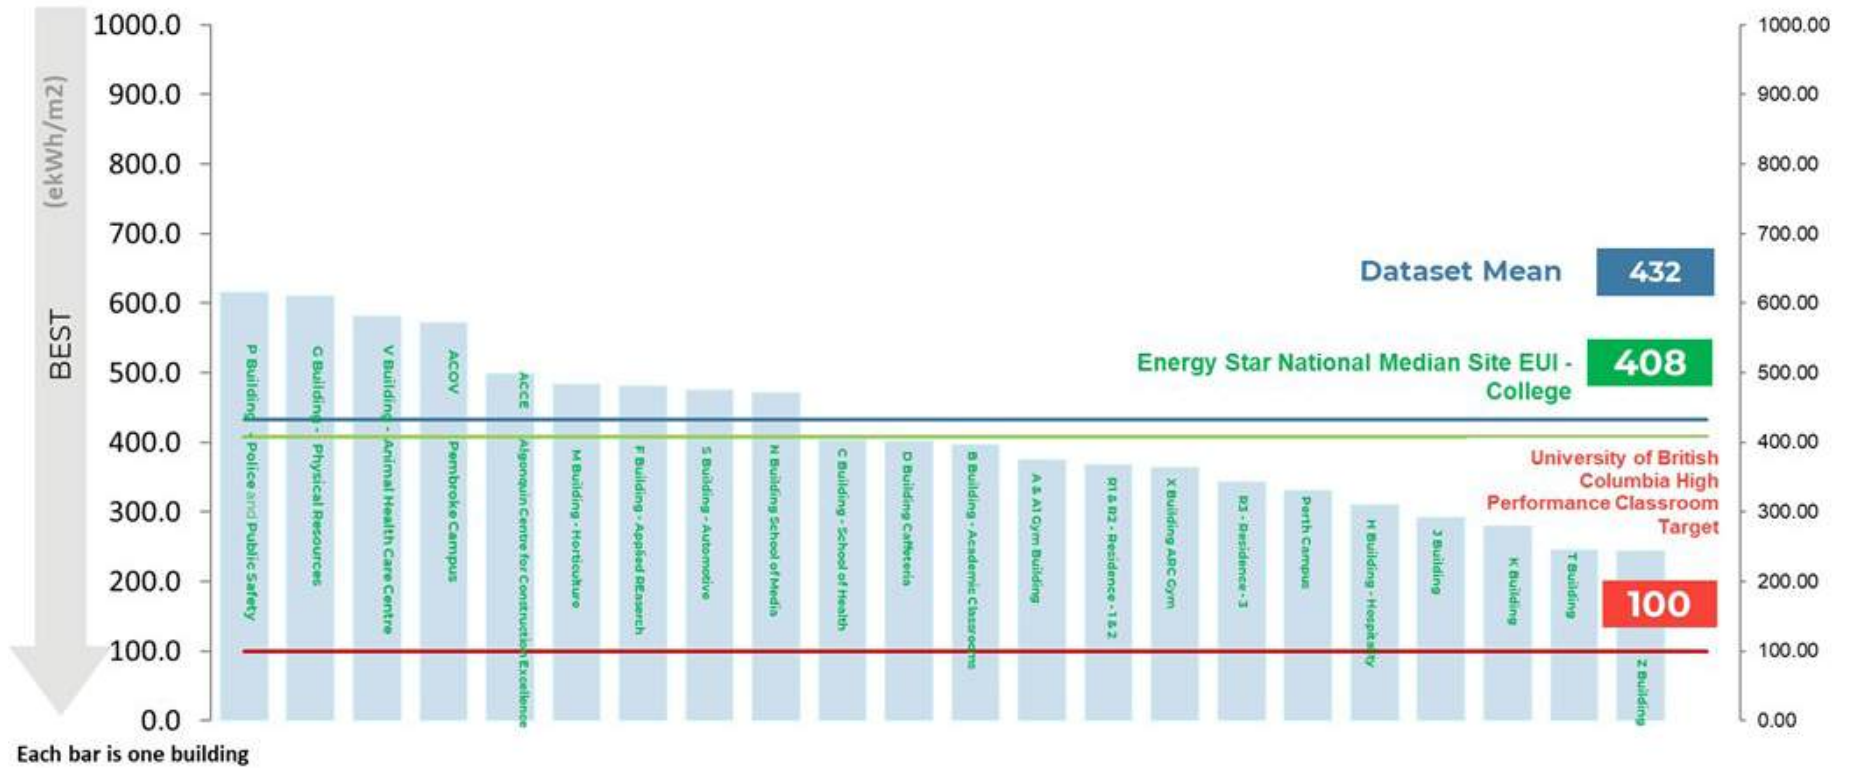 (ekWh/m2)
BEST
1000.0
900.0
800.0
700.0
600.0
500.0
400.0
300.0
200.0
100.0
0.0
P Building - Police and Public Safety
G Building - Physical Resources
V Building - Animal Health Care Centre
ACOV Pembroke Campus
ACCE Algonquin Centre for Construction Excellence
M Building - Horticulture
F Building - Applied REaserch
S Building - Automotive
N Building School of Media
C Building - School of Health
D Building Cafferteria
B Building - Academic Classrooms
A & A1 Gym Building
R1 & R2 - Residence - 1 & 2
X Building ARC Gym
R3 - Residence - 3
Perth Campus
H Building - Hospitality
J Building
K Building
T Building
Z Building
Dataset Mean 432
Energy Star National Median Site EUI -
College
408
University of British
Columbia High
Performance Classroom
Target
100
1000.00
900.00
800.00
700.00
600.00
500.00
400.00
300.00
200.00
100.00
0.00
Each bar is one building